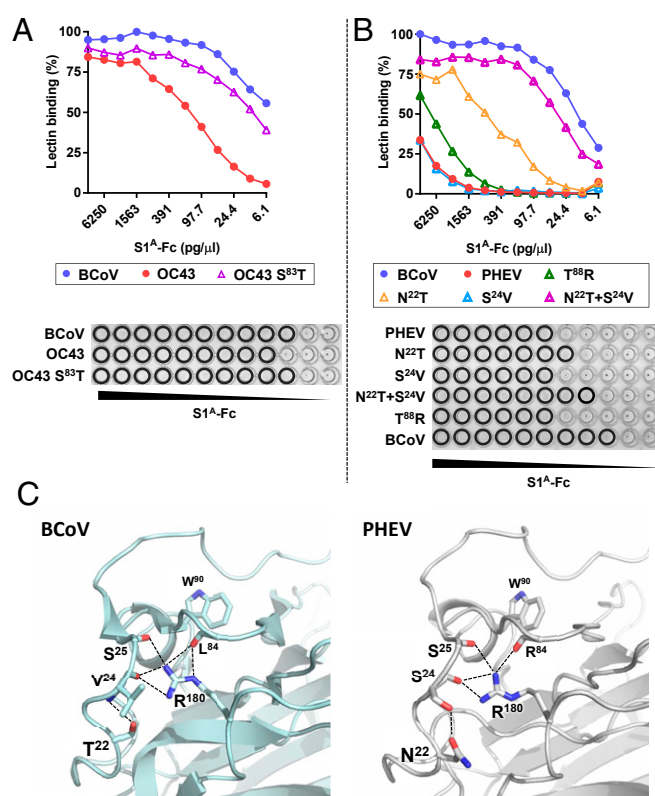 A
Lectin binding (%)
100
75
50
25
0
6250
1563
391
97.7
24.4
6.1
S1ᴬ-Fc (pg/µl)
BCoV OC43 OC43 S⁸³T
BCoV
OC43
OC43 S⁸³T
S1ᴬ-Fc
B
Lectin binding (%)
100
75
50
25
0
6250
1563
391
97.7
24.4
6.1
S1ᴬ-Fc (pg/µl)
BCoV PHEV T⁸⁸R
N²²T S²⁴V N²²T+S²⁴V
PHEV
N²²T
S²⁴V
N²²T+S²⁴V
T⁸⁸R
BCoV
S1ᴬ-Fc
C
BCoV
W⁹⁰
S²⁵
L⁸⁴
V²⁴
R¹⁸⁰
T²²
PHEV
W⁹⁰
S²⁵
R⁸⁴
S²⁴
R¹⁸⁰
N²²